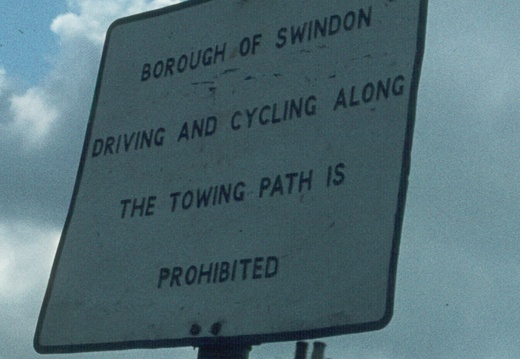 BOROUGH OF SWINDON
DRIVING AND CYCLING ALONG
THE TOWING PATH IS
PROHIBITED